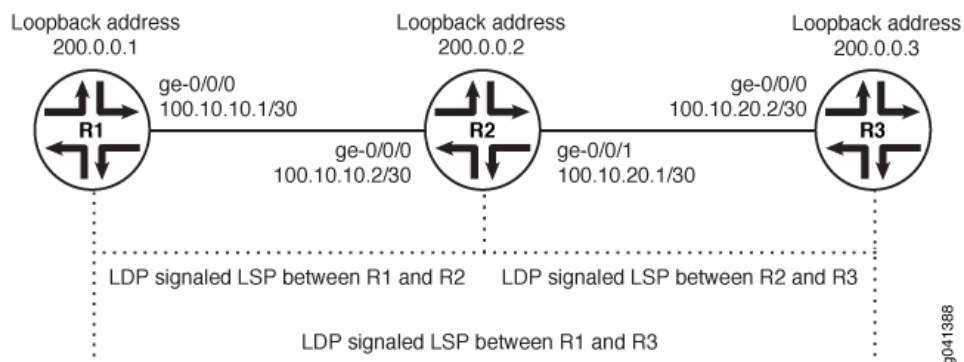 Loopback address
200.0.0.1
Loopback address
200.0.0.2
Loopback address
200.0.0.3
ge-0/0/0
100.10.10.1/30
ge-0/0/0
100.10.20.2/30
R1
R2
R3
ge-0/0/0
100.10.10.2/30
ge-0/0/1
100.10.20.1/30
LDP signaled LSP between R1 and R2
LDP signaled LSP between R2 and R3
LDP signaled LSP between R1 and R3
g041388